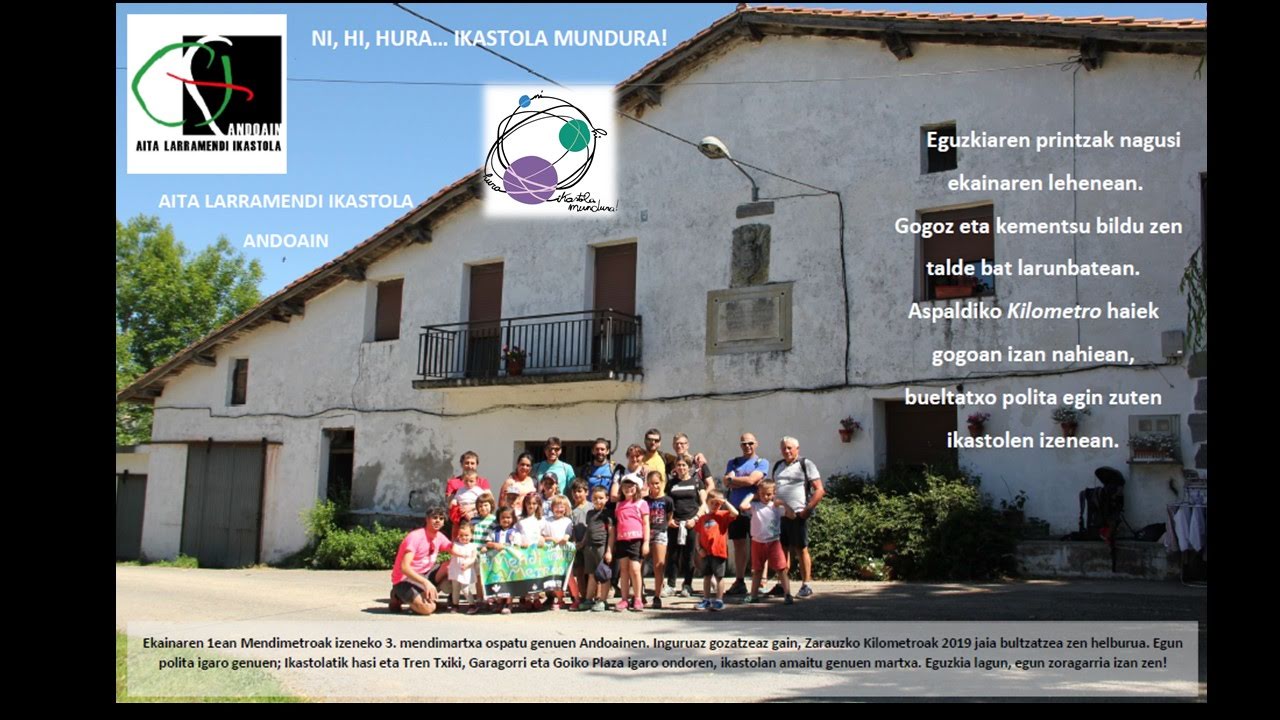 NI, HI, HURA... IKASTOLA MUNDURA!
ANDOAIN
AITA LARRAMENDI IKASTOLA
ni
hi,
hura
ikastola
mundura!
AITA LARRAMENDI IKASTOLA
ANDOAIN
Eguzkiaren printzak nagusi
ekainaren lehenean.
Gogoz eta kementsu bildu zen
talde bat larunbatean.
Aspaldiko Kilometro haiek
gogoan izan nahiean,
bueltatxo polita egin zuten
ikastolen izenean.
Ekainaren 1ean Mendimetroak izeneko 3. mendimartxa ospatu genuen Andoainen. Inguruaz gozatzeaz gain, Zarauzko Kilometroak 2019 jaia bultzatzea zen helburua. Egun
polita igaro genuen; Ikastolatik hasi eta Tren Txiki, Garagorri eta Goiko Plaza igaro ondoren, ikastolan amaitu genuen martxa. Eguzkia lagun, egun zoragarria izan zen!